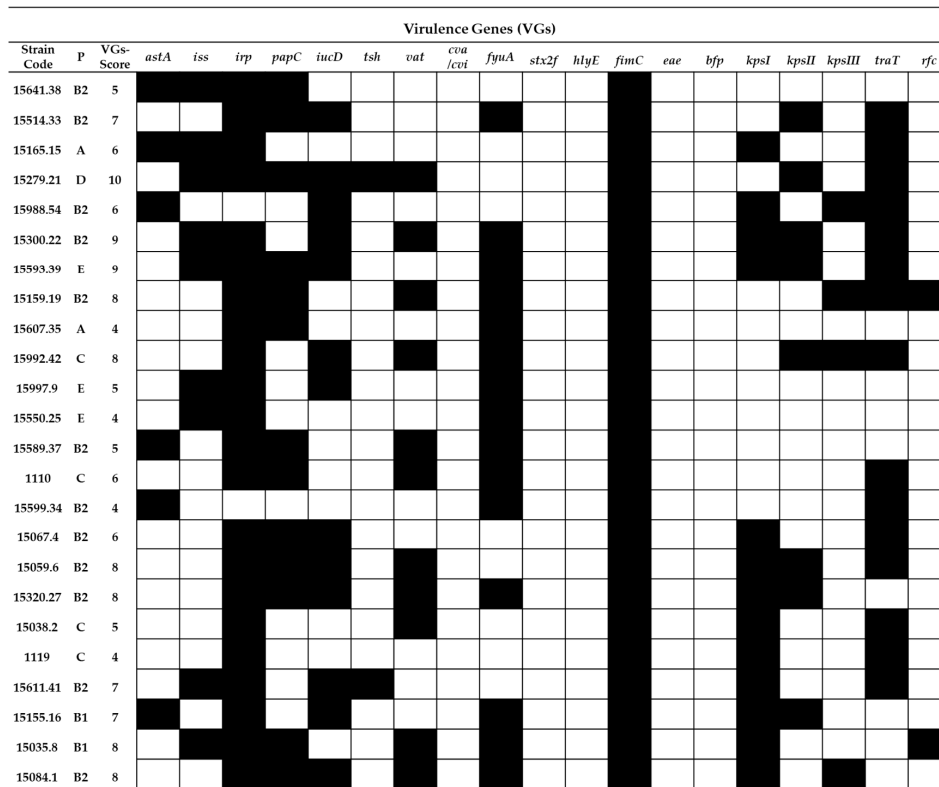 Virulence Genes (VGs)
Strain Code P VGs-Score astA iss irp papC iucD tsh vat cva/cvi fyuA stx2f hlyE fimC eae bfp kpsI kpsII kpsIII traT rfc
15641.38 B2 5
15514.33 B2 7
15165.15 A 6
15279.21 D 10
15988.54 B2 6
15300.22 B2 9
15593.39 E 9
15159.19 B2 8
15607.35 A 4
15992.42 C 8
15997.9 E 5
15550.25 E 4
15589.37 B2 5
1110 C 6
15599.34 B2 4
15067.4 B2 6
15059.6 B2 8
15320.27 B2 8
15038.2 C 5
1119 C 4
15611.41 B2 7
15155.16 B1 7
15035.8 B1 8
15084.1 B2 8